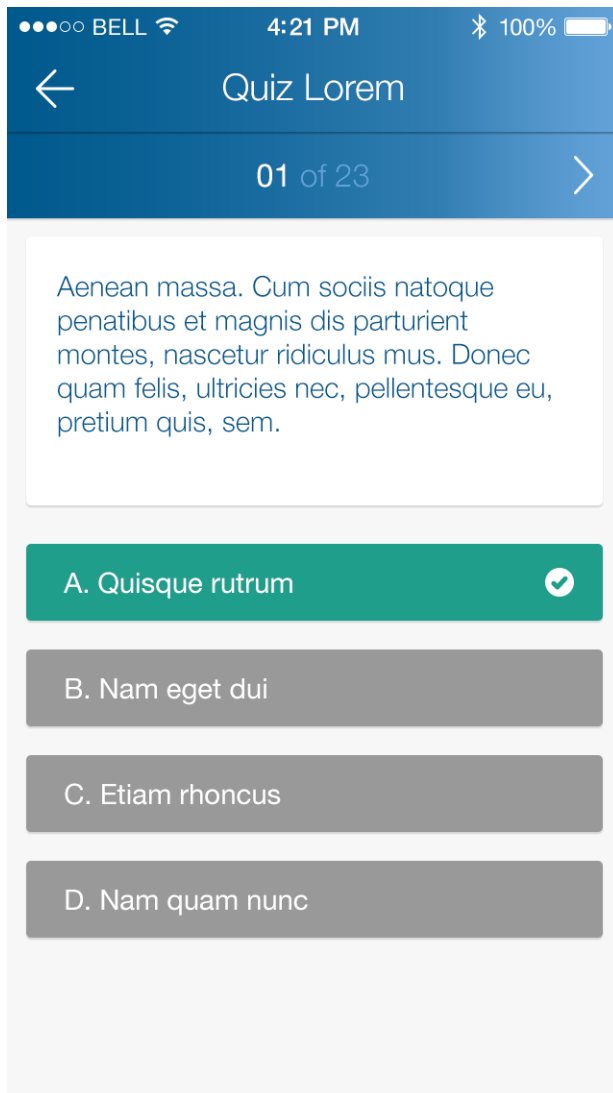 BELL 4:21 PM 100%
Quiz Lorem
01 of 23
Aenean massa. Cum sociis natoque
penatibus et magnis dis parturient
montes, nascetur ridiculus mus. Donec
quam felis, ultricies nec, pellentesque eu,
pretium quis, sem.
A. Quisque rutrum
B. Nam eget dui
C. Etiam rhoncus
D. Nam quam nunc